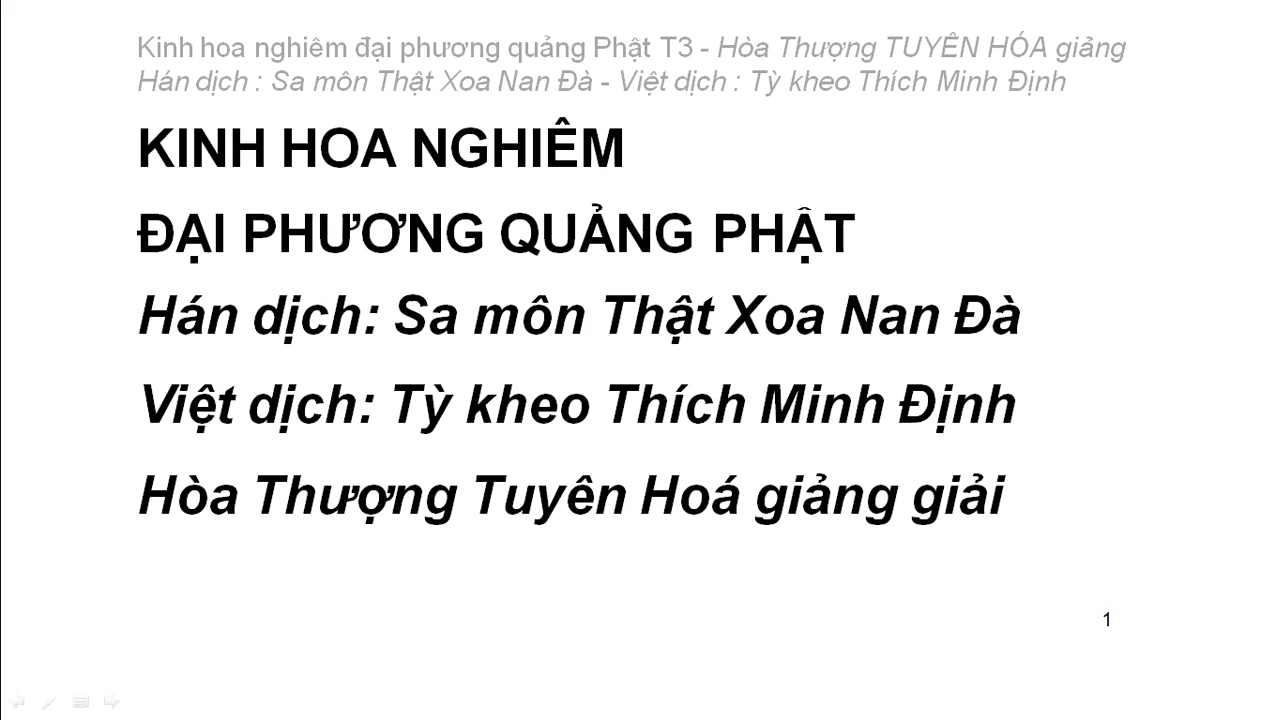 Kinh hoa nghiêm đại phương quảng Phật T3 - Hòa Thượng TUYÊN HÓA giảng
Hán dịch : Sa môn Thật Xoa Nan Đà - Việt dịch : Tỳ kheo Thích Minh Định
KINH HOA NGHIÊM
ĐẠI PHƯƠNG QUẢNG PHẬT
Hán dịch: Sa môn Thật Xoa Nan Đà
Việt dịch: Tỳ kheo Thích Minh Định
Hòa Thượng Tuyên Hoá giảng giải
1